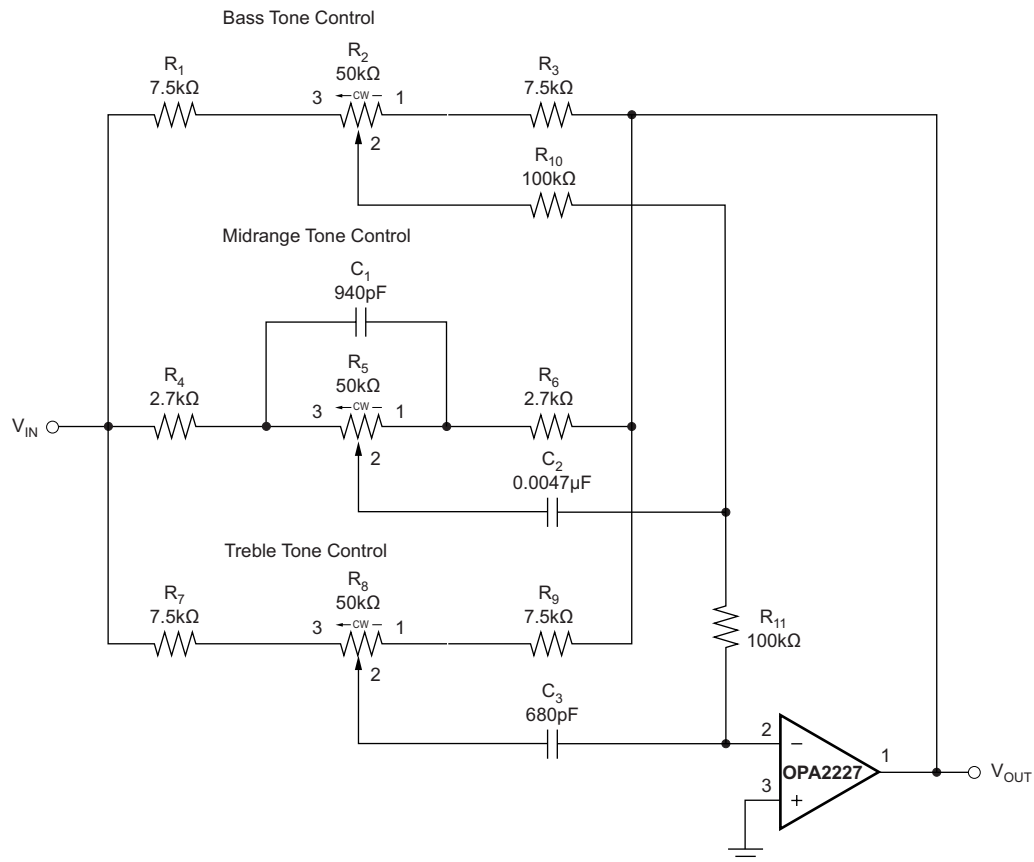 Bass Tone Control
R₁
7.5kΩ
R₂
50kΩ
R₃
7.5kΩ
3
CW
1
2
R₁₀
100kΩ
Midrange Tone Control
C₁
940pF
R₄
2.7kΩ
R₅
50kΩ
R₆
2.7kΩ
3
CW
1
2
V_IN
C₂
0.0047µF
Treble Tone Control
R₇
7.5kΩ
R₈
50kΩ
R₉
7.5kΩ
3
CW
1
2
R₁₁
100kΩ
C₃
680pF
2
–
OPA2227
1
3
+
V_OUT